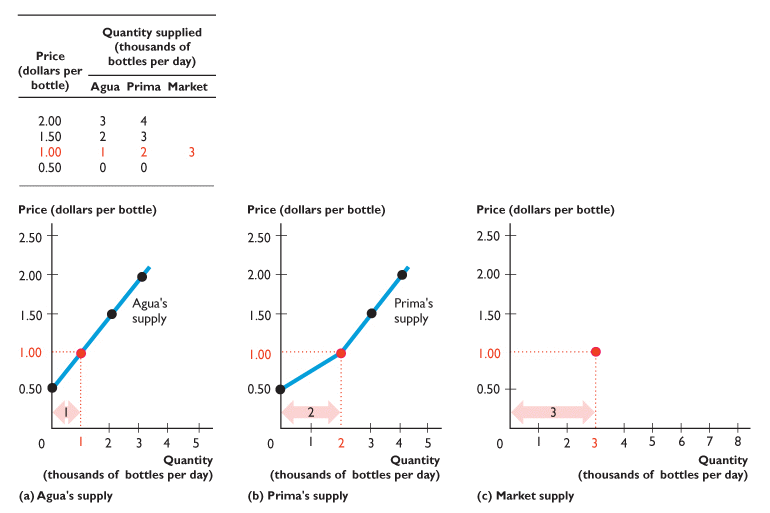 Quantity supplied
(thousands of
bottles per day)
Price
(dollars per
bottle)
Agua Prima Market
2.00 3 4
1.50 2 3
1.00 1 2 3
0.50 0 0
Price (dollars per bottle)
2.50
2.00
1.50
1.00
0.50
Agua's
supply
1
0 1 2 3 4 5
Quantity
(thousands of bottles per day)
(a) Agua's supply
Price (dollars per bottle)
2.50
2.00
1.50
1.00
0.50
Prima's
supply
2
0 1 2 3 4 5
Quantity
(thousands of bottles per day)
(b) Prima's supply
Price (dollars per bottle)
2.50
2.00
1.50
1.00
0.50
3
0 1 2 3 4 5 6 7 8
Quantity
(thousands of bottles per day)
(c) Market supply